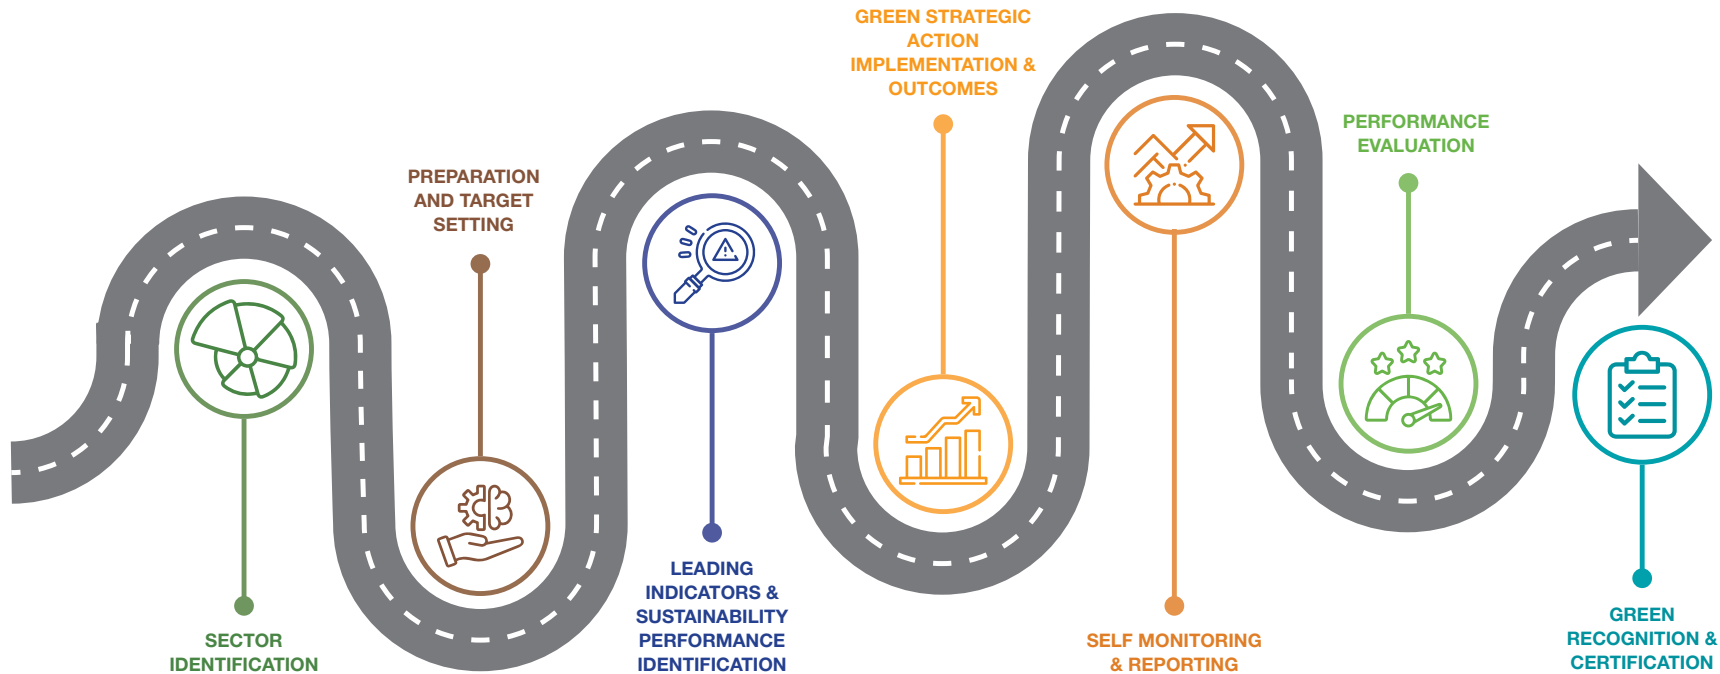 SECTOR
IDENTIFICATION
PREPARATION
AND TARGET
SETTING
LEADING
INDICATORS &
SUSTAINABILITY
PERFORMANCE
IDENTIFICATION
GREEN STRATEGIC
ACTION
IMPLEMENTATION &
OUTCOMES
SELF MONITORING
& REPORTING
PERFORMANCE
EVALUATION
GREEN
RECOGNITION &
CERTIFICATION